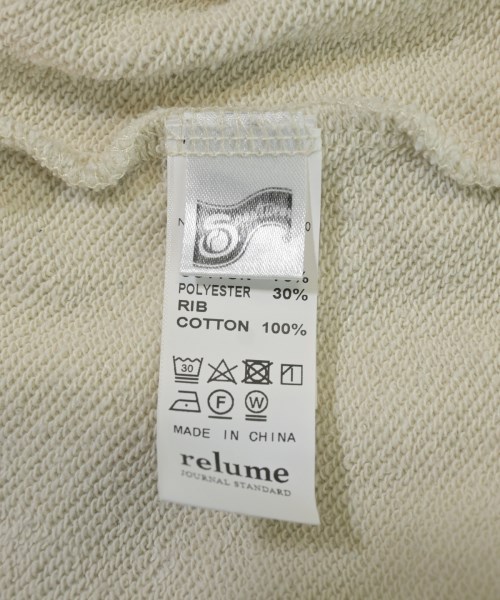 POLYESTER 30%
RIB
COTTON 100%
30
F
W
MADE IN CHINA
relume
JOURNAL STANDARD